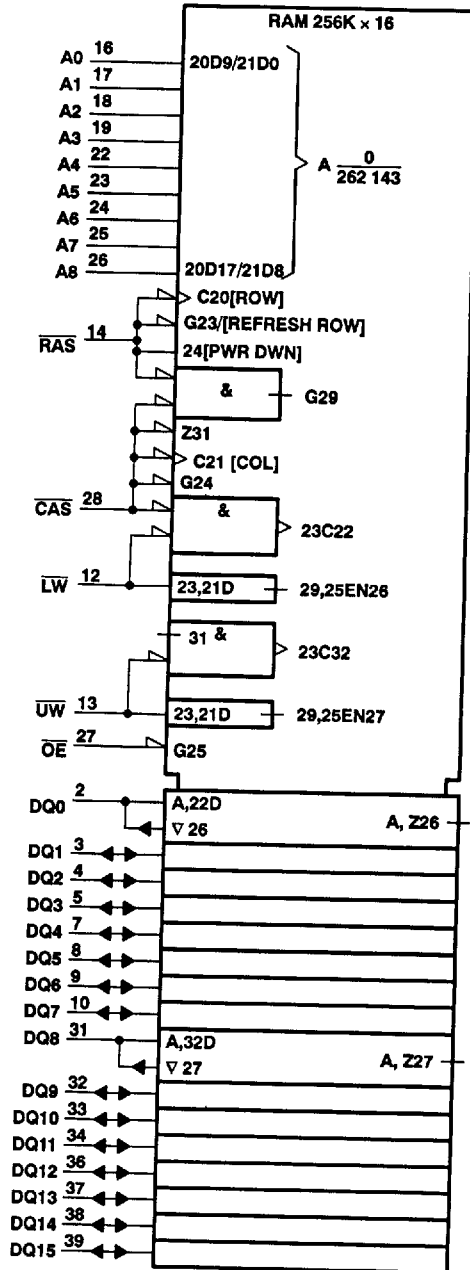 RAM 256K × 16
A0 16 20D9/21D0
A1 17
A2 18
A3 19
A4 22
A5 23
A6 24
A7 25
A8 26 20D17/21D8
A 0
262 143
C20[ROW]
G23/[REFRESH ROW]
RAS 14
24[PWR DWN]
& G29
Z31
C21 [COL]
G24
CAS 28
& 23C22
LW 12 23,21D 29,25EN26
31 & 23C32
UW 13 23,21D 29,25EN27
OE 27 G25
DQ0 2 A,22D A, Z26
∇ 26
DQ1 3
DQ2 4
DQ3 5
DQ4 7
DQ5 8
DQ6 9
DQ7 10
DQ8 31 A,32D A, Z27
∇ 27
DQ9 32
DQ10 33
DQ11 34
DQ12 36
DQ13 37
DQ14 38
DQ15 39